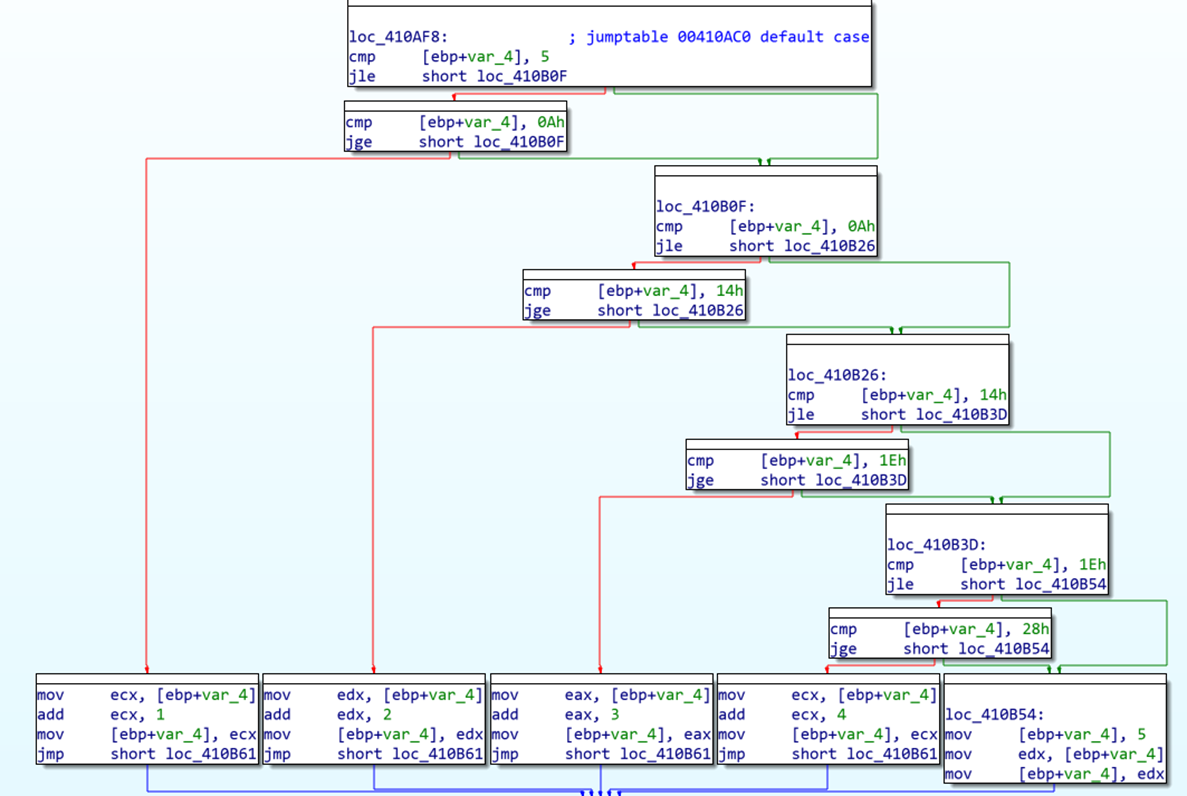 loc_410AF8: ; jumptable 00410AC0 default case
cmp [ebp+var_4], 5
jle short loc_410B0F
cmp [ebp+var_4], 0Ah
jge short loc_410B0F
loc_410B0F:
cmp [ebp+var_4], 0Ah
jle short loc_410B26
cmp [ebp+var_4], 14h
jge short loc_410B26
loc_410B26:
cmp [ebp+var_4], 14h
jle short loc_410B3D
cmp [ebp+var_4], 1Eh
jge short loc_410B3D
loc_410B3D:
cmp [ebp+var_4], 1Eh
jle short loc_410B54
cmp [ebp+var_4], 28h
jge short loc_410B54
mov ecx, [ebp+var_4]
add ecx, 1
mov [ebp+var_4], ecx
jmp short loc_410B61
mov edx, [ebp+var_4]
add edx, 2
mov [ebp+var_4], edx
jmp short loc_410B61
mov eax, [ebp+var_4]
add eax, 3
mov [ebp+var_4], eax
jmp short loc_410B61
mov ecx, [ebp+var_4]
add ecx, 4
mov [ebp+var_4], ecx
jmp short loc_410B61
loc_410B54:
mov [ebp+var_4], 5
mov edx, [ebp+var_4]
mov [ebp+var_4], edx